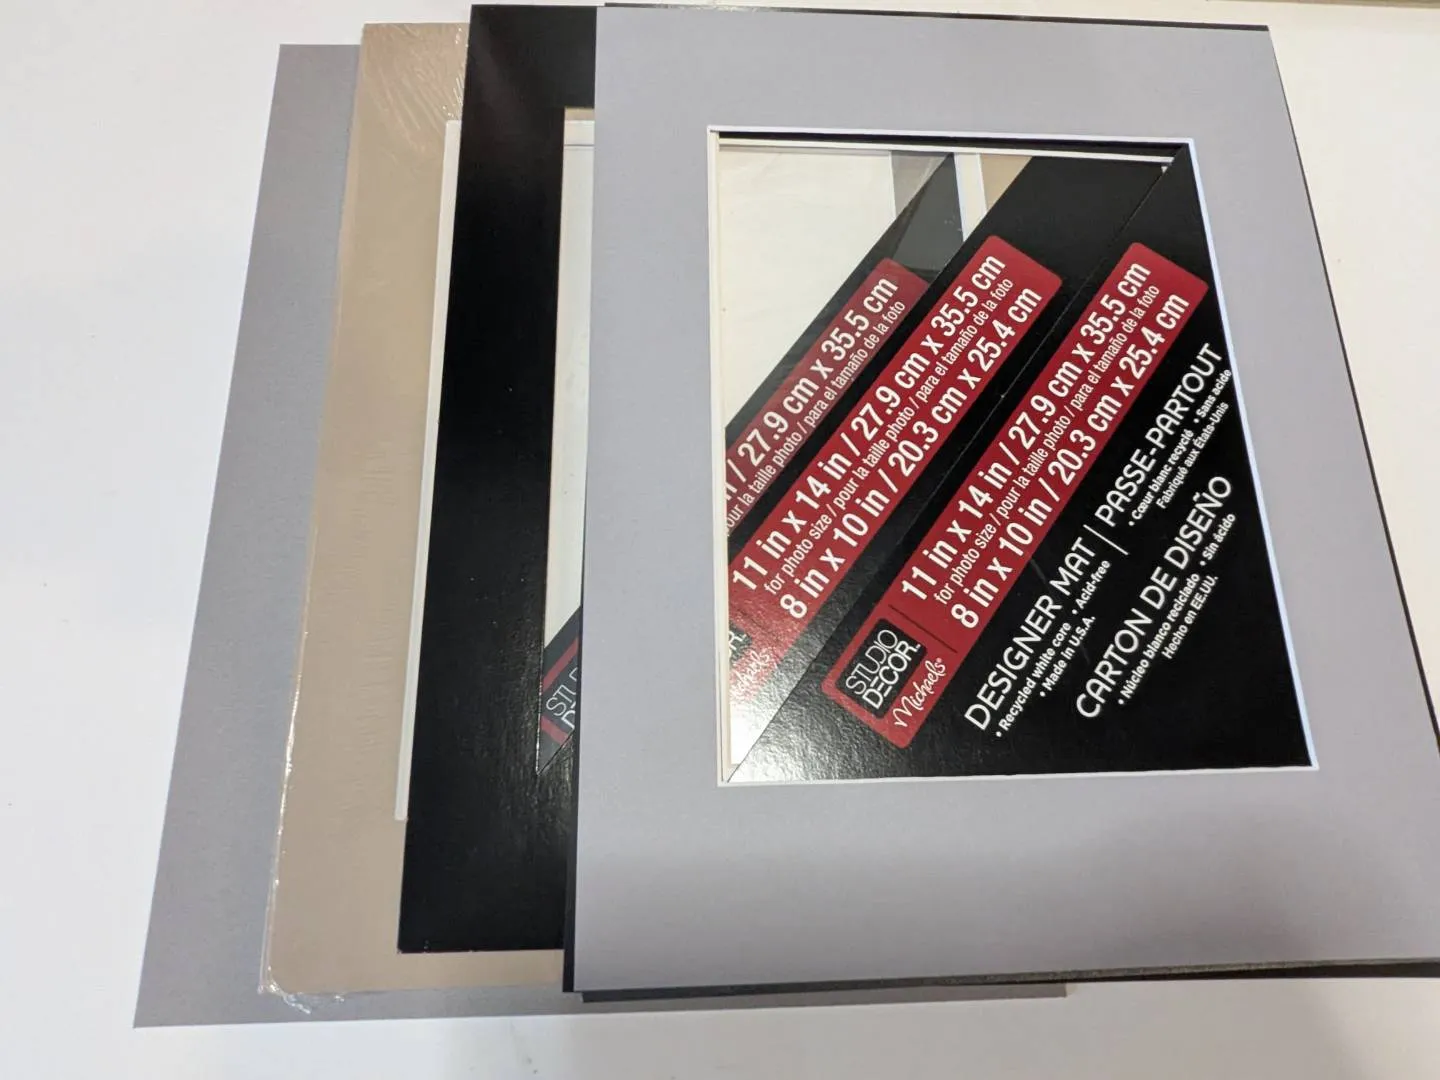 / 27.9 cm x 35.5 cm
la taille photo / para el tamaño de la foto
11 in x 14 in / 27.9 cm x 35.5 cm
for photo size / pour la taille photo / para el tamaño de la foto
8 in x 10 in / 20.3 cm x 25.4 cm
11 in x 14 in / 27.9 cm x 35.5 cm
for photo size / pour la taille photo / para el tamaño de la foto
8 in x 10 in / 20.3 cm x 25.4 cm
STUDIO
DECOR™
Michaels®
DESIGNER MAT | PASSE-PARTOUT
• Recycled white core • Acid-free
• Made in U.S.A.
• Cœur blanc recyclé • Sans acide
Fabriqué aux États-Unis
CARTON DE DISEÑO
• Núcleo blanco reciclado • Sin ácido
Hecho en EE.UU.